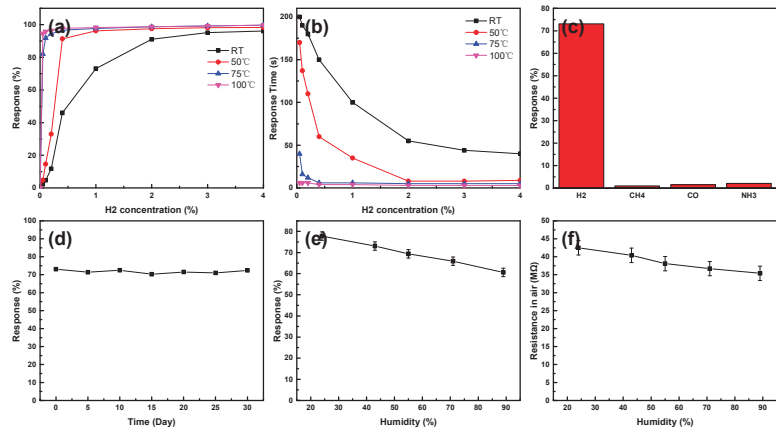 (a)
RT
50℃
75℃
100℃
Response (%)
100
80
60
40
20
0
0 1 2 3 4
H2 concentration (%)
(b)
RT
50℃
75℃
100℃
Response Time (s)
200
150
100
50
0
0 1 2 3 4
H2 concentration (%)
(c)
Response (%)
80
70
60
50
40
30
20
10
0
H2 CH4 CO NH3
(d)
Response (%)
100
90
80
70
60
50
40
30
20
10
0
0 5 10 15 20 25 30
Time (Day)
(e)
Response (%)
80
70
60
50
40
30
20
10
0
20 30 40 50 60 70 80 90
Humidity (%)
(f)
Resistance in air (MΩ)
45
40
35
30
25
20
15
10
5
0
20 30 40 50 60 70 80 90
Humidity (%)